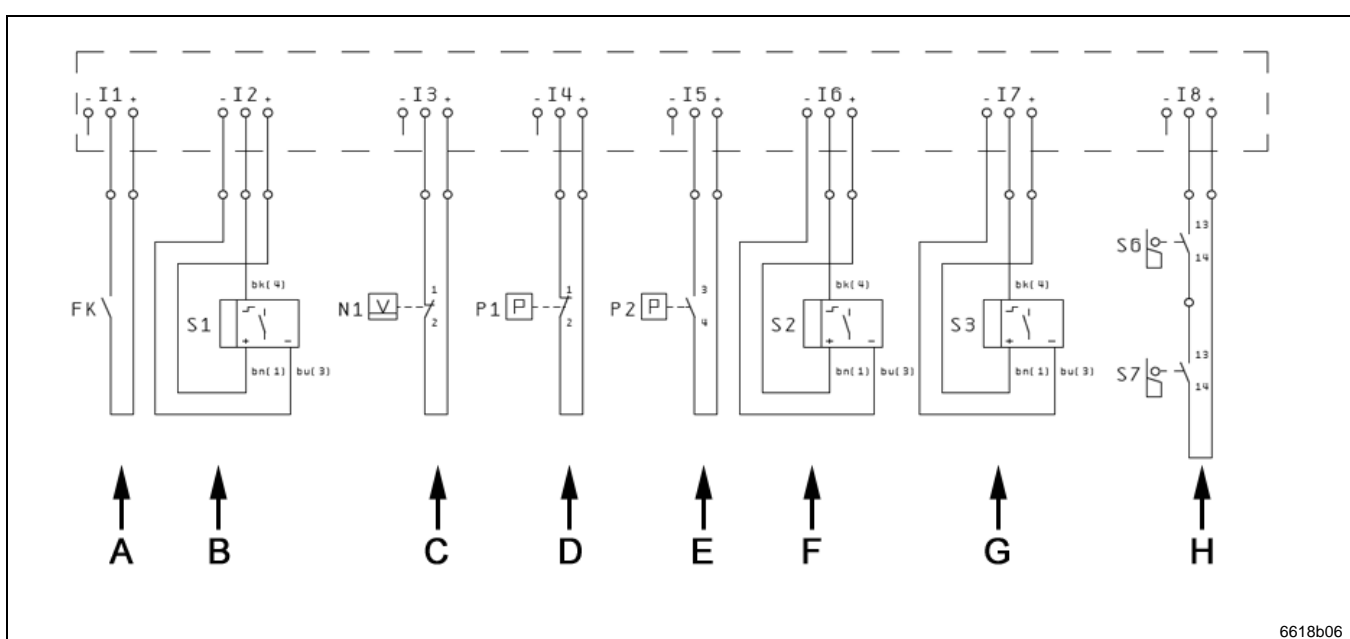 - I1 + - I2 + - I3 + - I4 + - I5 + - I6 + - I7 + - I8 +
13
S6
14
bk(4) bk(4) bk(4)
1 1 3
FK S1 N1 V P1 P P2 P S2 S3
2 2 4
+ - + - + -
13
bn(1) bu(3) bn(1) bu(3) bn(1) bu(3) S7
14
A B C D E F G H
6618b06